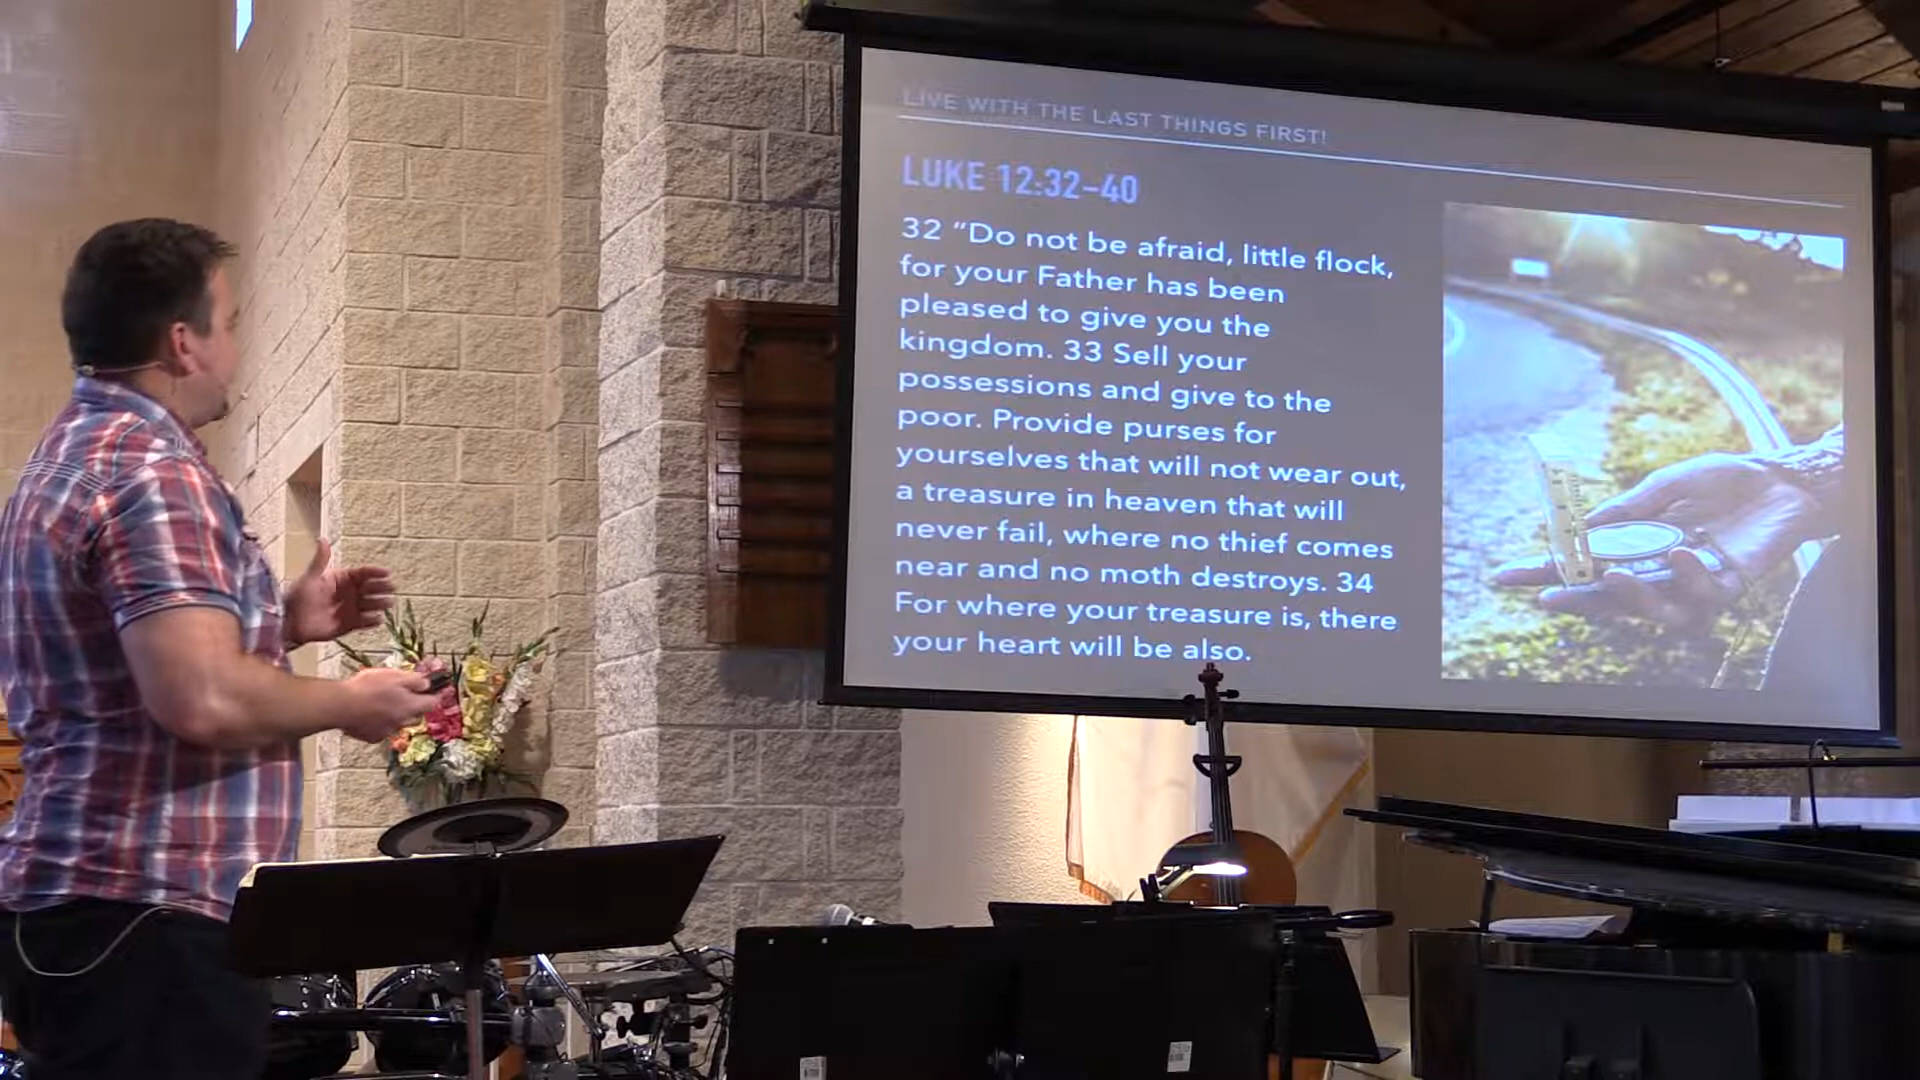 LIVE WITH THE LAST THINGS FIRST!
LUKE 12:32–40
32 “Do not be afraid, little flock,
for your Father has been
pleased to give you the
kingdom. 33 Sell your
possessions and give to the
poor. Provide purses for
yourselves that will not wear out,
a treasure in heaven that will
never fail, where no thief comes
near and no moth destroys. 34
For where your treasure is, there
your heart will be also.